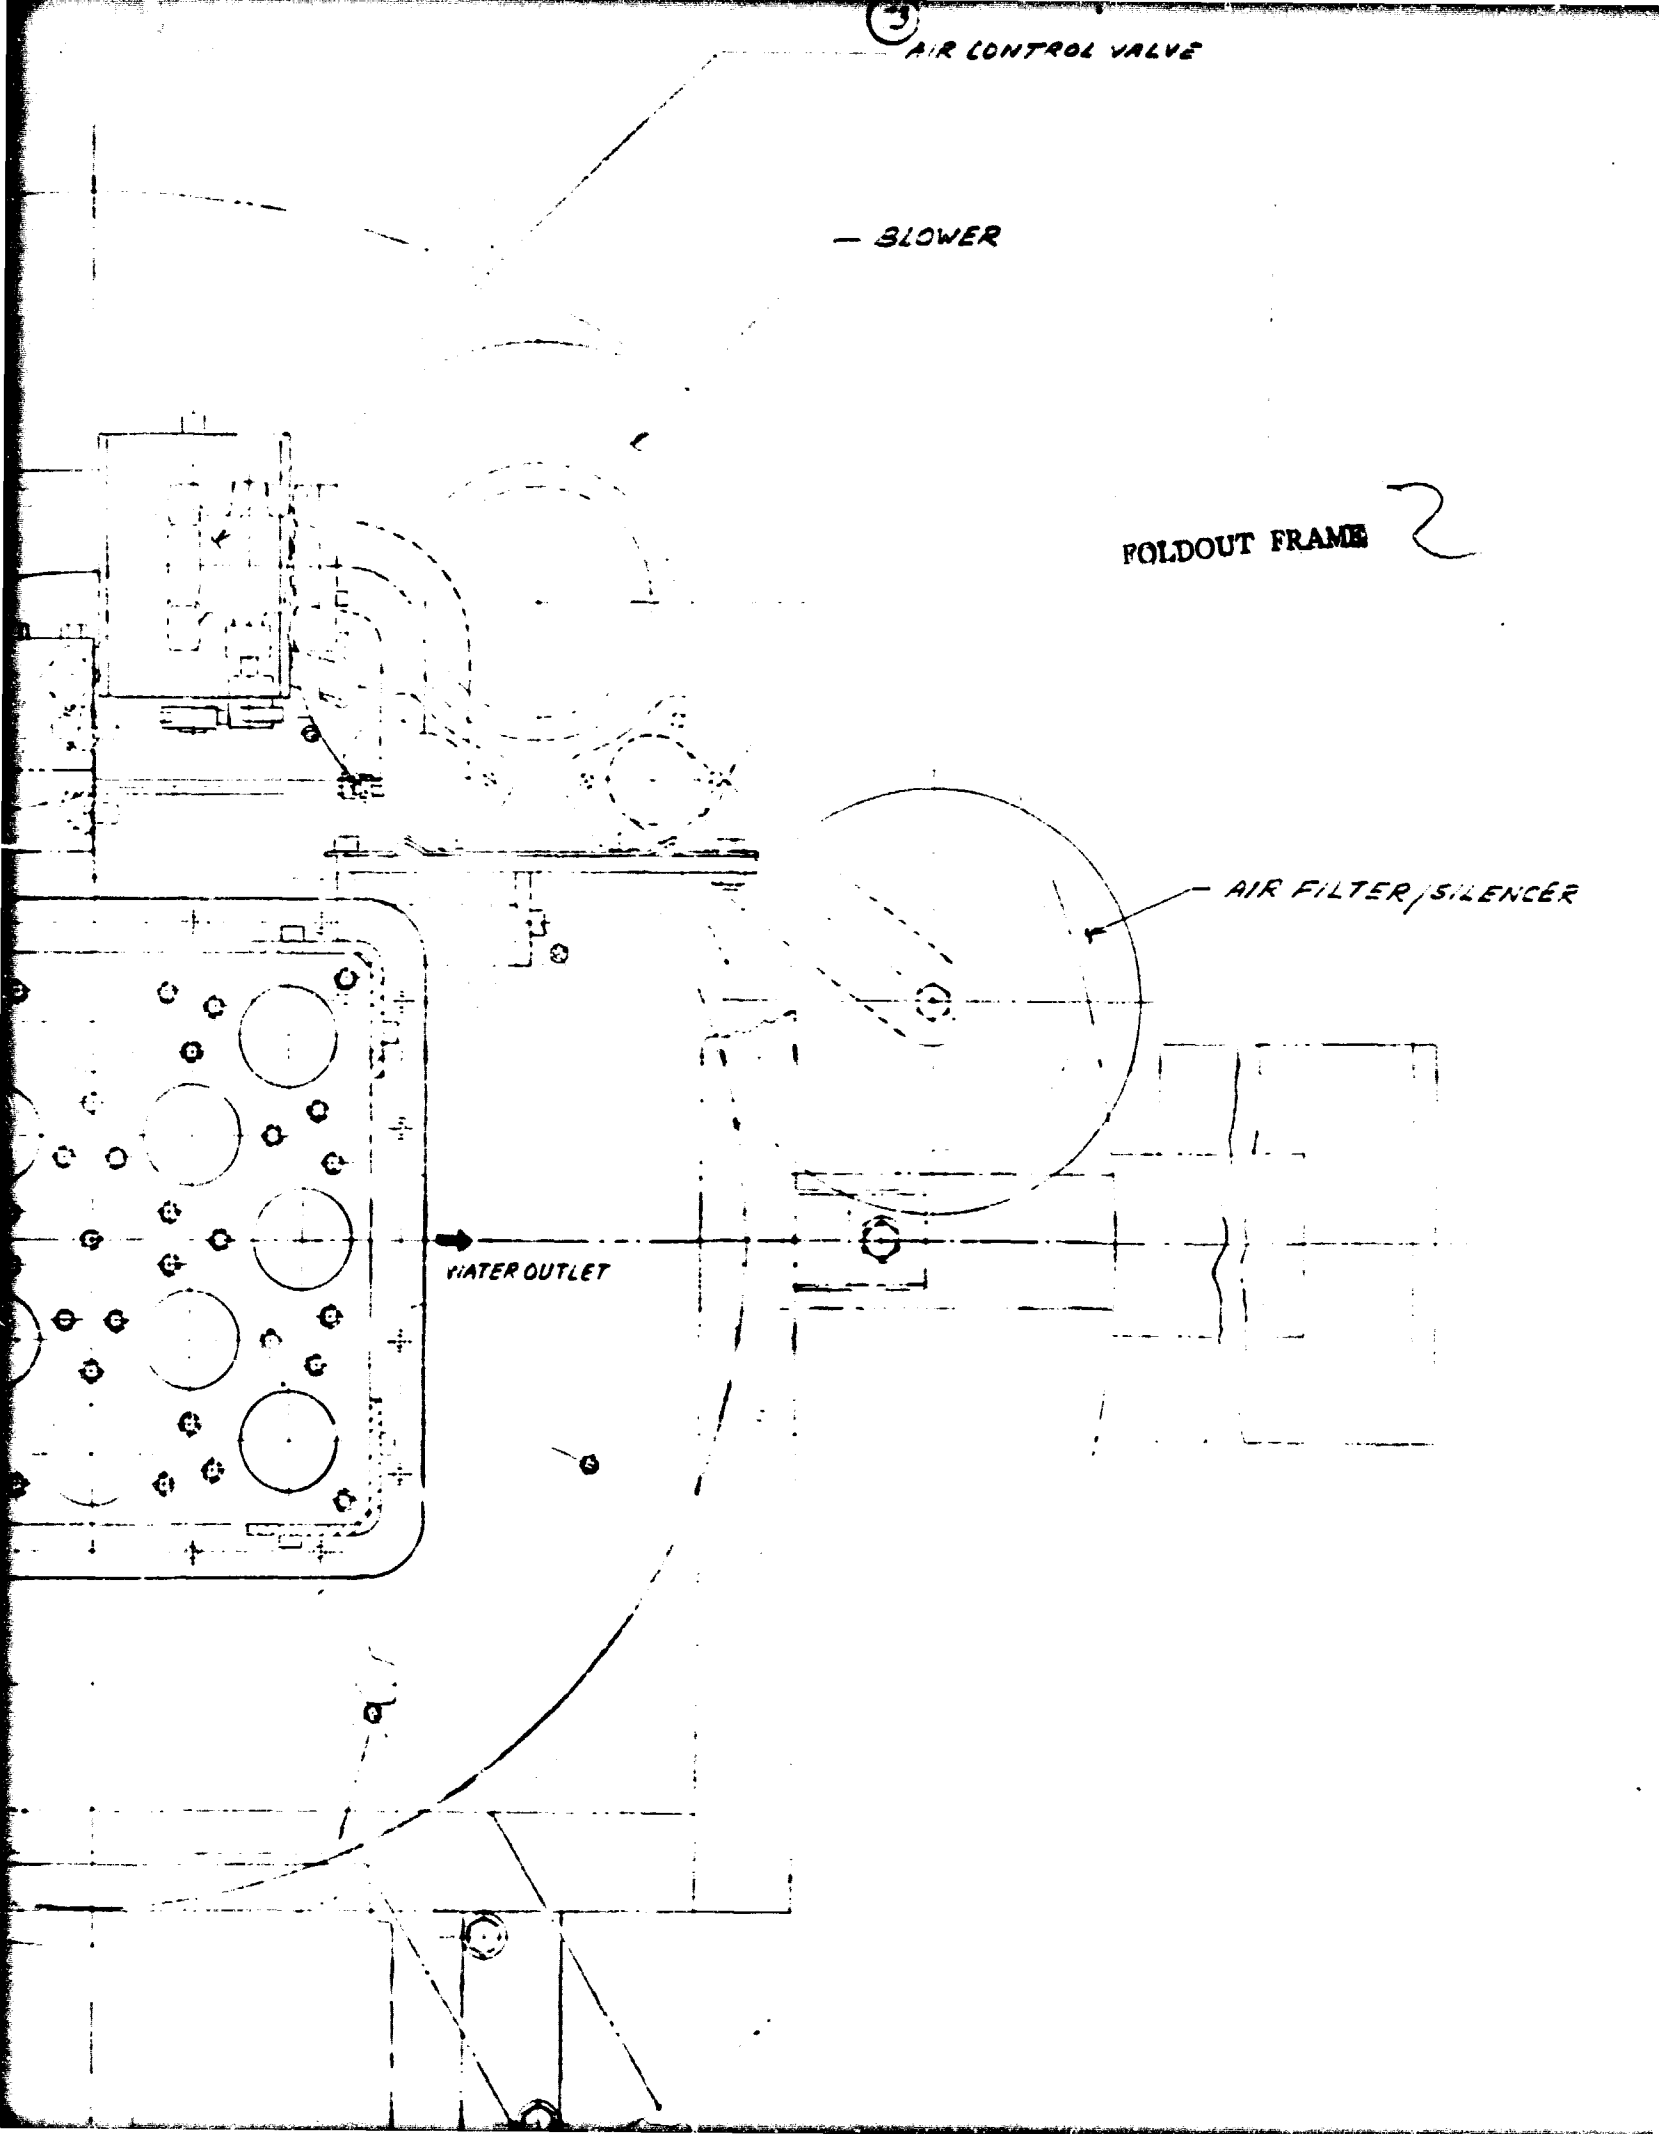 AIR CONTROL VALVE
— BLOWER
FOLDOUT FRAME 2
AIR FILTER/SILENCER
WATER OUTLET